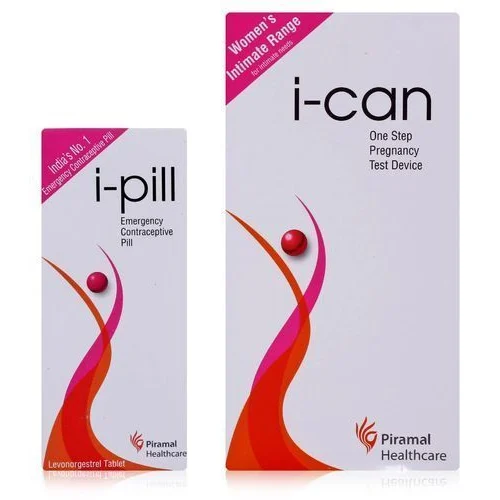 India's No. 1
Emergency Contraceptive Pill
i-pill
Emergency
Contraceptive
Pill
Levonorgestrel Tablet
Piramal
Healthcare
Women's
Intimate Range
for intimate needs
i-can
One Step
Pregnancy
Test Device
Piramal
Healthcare